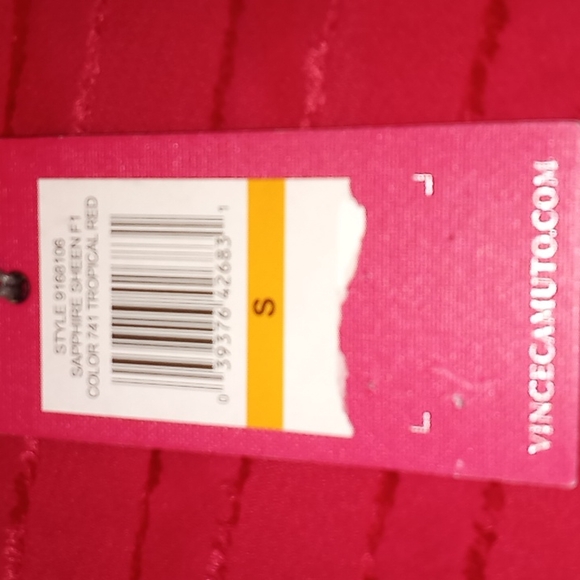 STYLE 9168106
SAPPHIRE SHEEN F1
COLOR 741 TROPICAL RED
0 39376 42683 1
S
VINCECAMUTO.COM